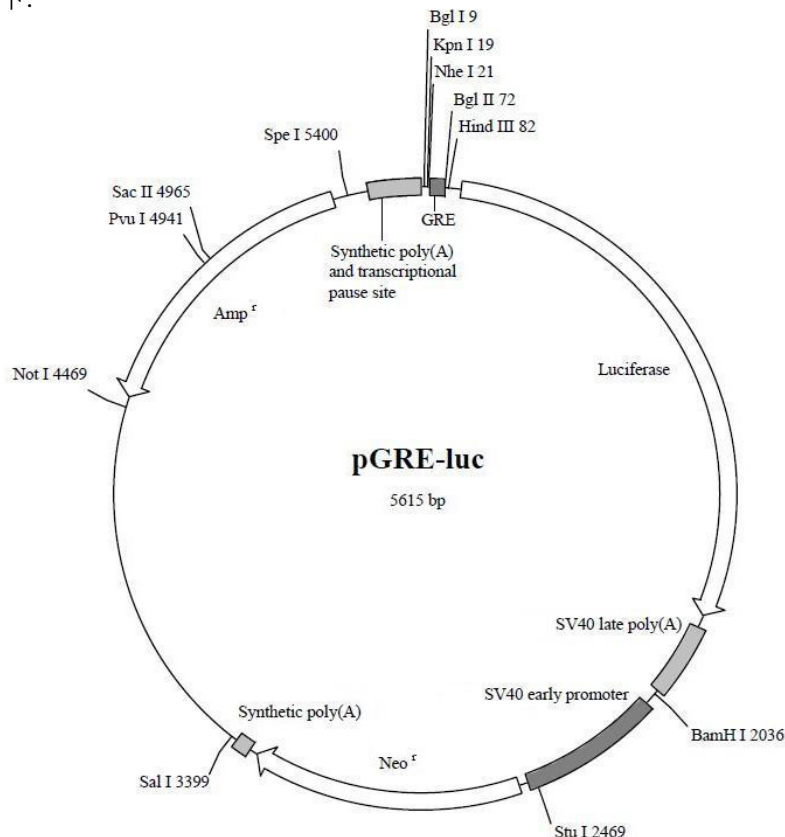 下:
Bgl I 9
Kpn I 19
Nhe I 21
Bgl II 72
Hind III 82
Spe I 5400
Sac II 4965
Pvu I 4941
GRE
Synthetic poly(A)
and transcriptional
pause site
Amp r
Not I 4469
Luciferase
pGRE-luc
5615 bp
SV40 late poly(A)
SV40 early promoter
Synthetic poly(A)
BamH I 2036
Neo r
Sal I 3399
Stu I 2469